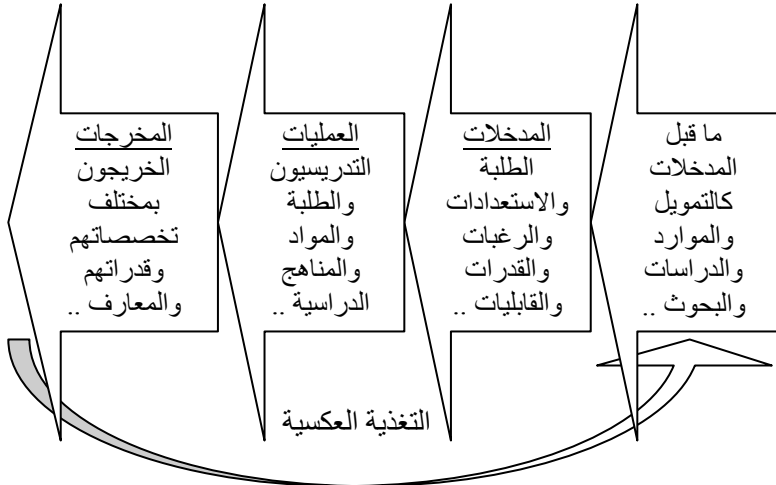 ما قبل
المدخلات
كالتمويل
والموارد
والدراسات
والبحوث ..
المدخلات
الطلبة
والاستعدادات
والرغبات
والقدرات
والقابليات ..
العمليات
التدريسيون
والطلبة
والمواد
والمناهج
الدراسية ..
المخرجات
الخريجون
بمختلف
تخصصاتهم
وقدراتهم
والمعارف ..
التغذية العكسية